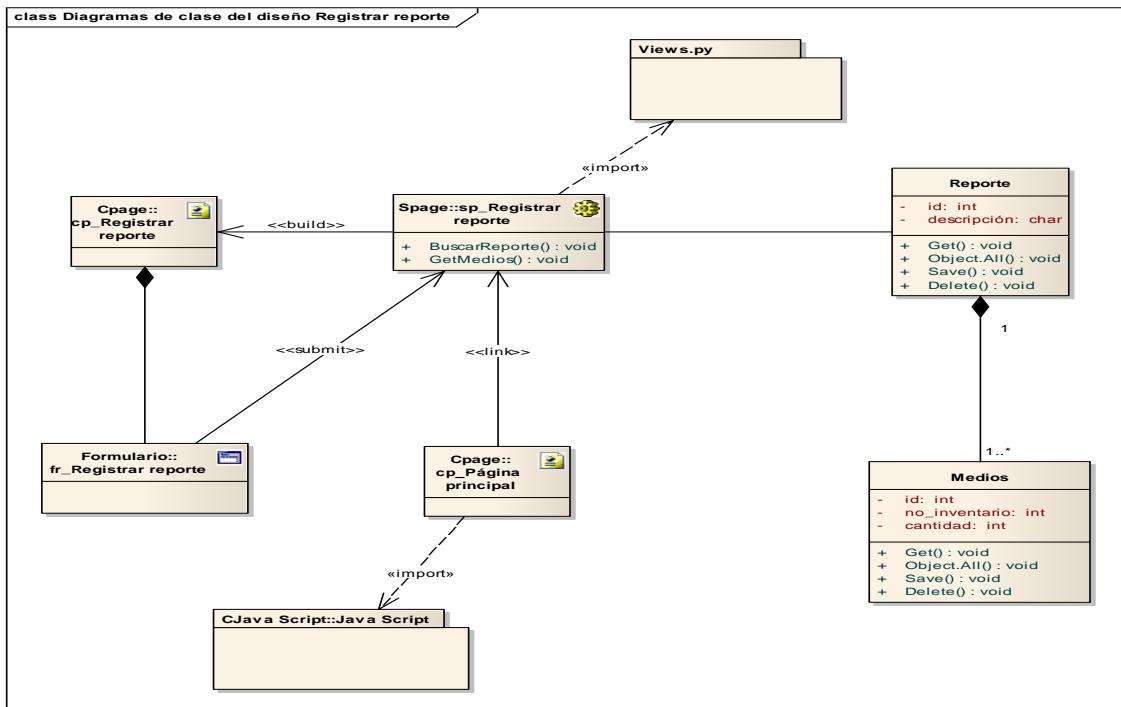 class Diagramas de clase del diseño Registrar reporte
Views.py
«import»
Cpage::
cp_Registrar
reporte
<<build>>
Spage::sp_Registrar
reporte
+ BuscarReporte() : void
+ GetMedios() : void
Reporte
- id: int
- descripción: char
+ Get() : void
+ Object.All() : void
+ Save() : void
+ Delete() : void
1
<<submit>>
<<link>>
Formulario::
fr_Registrar reporte
Cpage::
cp_Página
principal
1..*
Medios
- id: int
- no_inventario: int
- cantidad: int
+ Get() : void
+ Object.All() : void
+ Save() : void
+ Delete() : void
«import»
CJava Script::Java Script